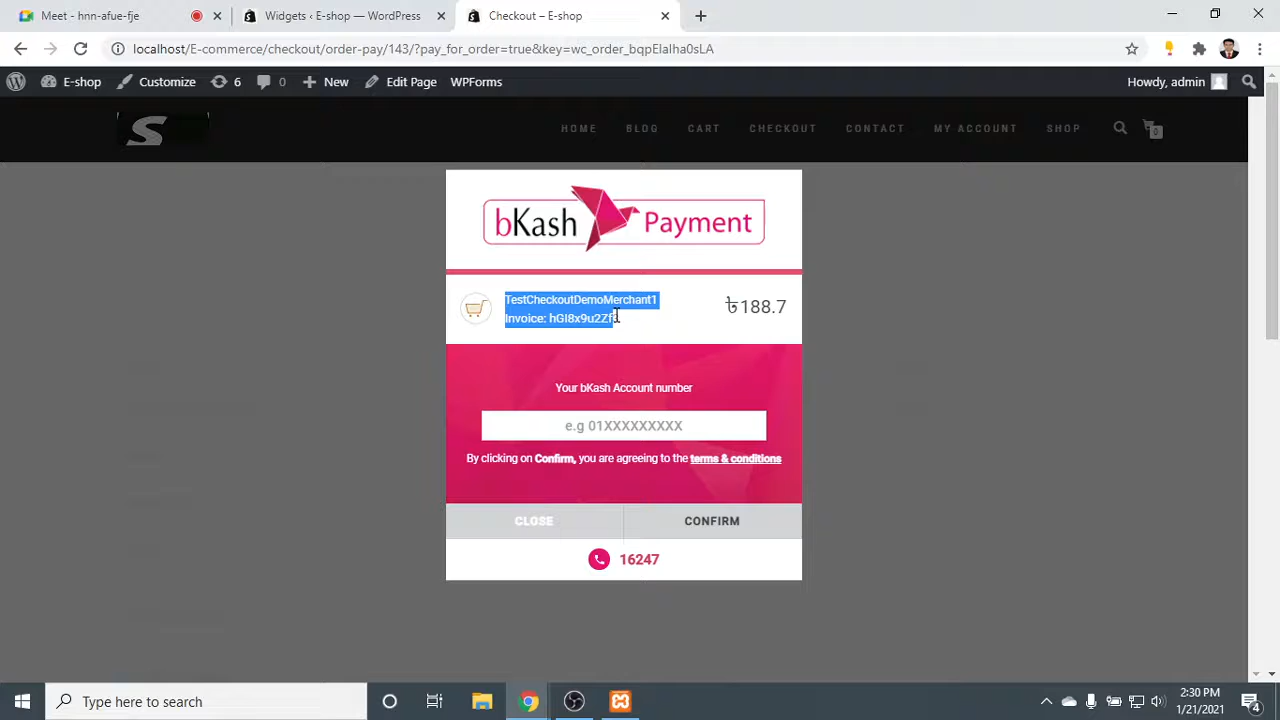 Meet - hnn-afue-fje
Widgets ‹ E-shop — WordPress
Checkout – E-shop
localhost/E-commerce/checkout/order-pay/143/?pay_for_order=true&key=wc_order_bqpElaIha0sLA
E-shop
Customize
6
0
New
Edit Page
WPForms
Howdy, admin
S
HOME
BLOG
CART
CHECKOUT
CONTACT
MY ACCOUNT
SHOP
0
bKash Payment
TestCheckoutDemoMerchant1
৳188.7
Invoice: hGI8x9u2Zf
Your bKash Account number
e.g 01XXXXXXXXX
By clicking on Confirm, you are agreeing to the terms & conditions
CLOSE
CONFIRM
16247
Type here to search
2:30 PM
1/21/2021
4